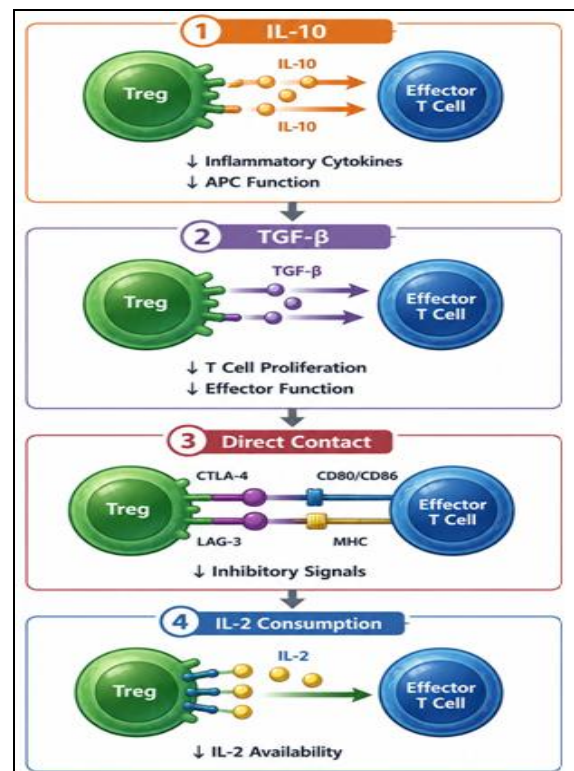 1 IL-10
IL-10
Treg
Effector
T Cell
IL-10
↓ Inflammatory Cytokines
↓ APC Function
2 TGF-β
TGF-β
Treg
Effector
T Cell
↓ T Cell Proliferation
↓ Effector Function
3 Direct Contact
CTLA-4 CD80/CD86
Treg
Effector
T Cell
LAG-3 MHC
↓ Inhibitory Signals
4 IL-2 Consumption
IL-2
Treg
Effector
T Cell
↓ IL-2 Availability